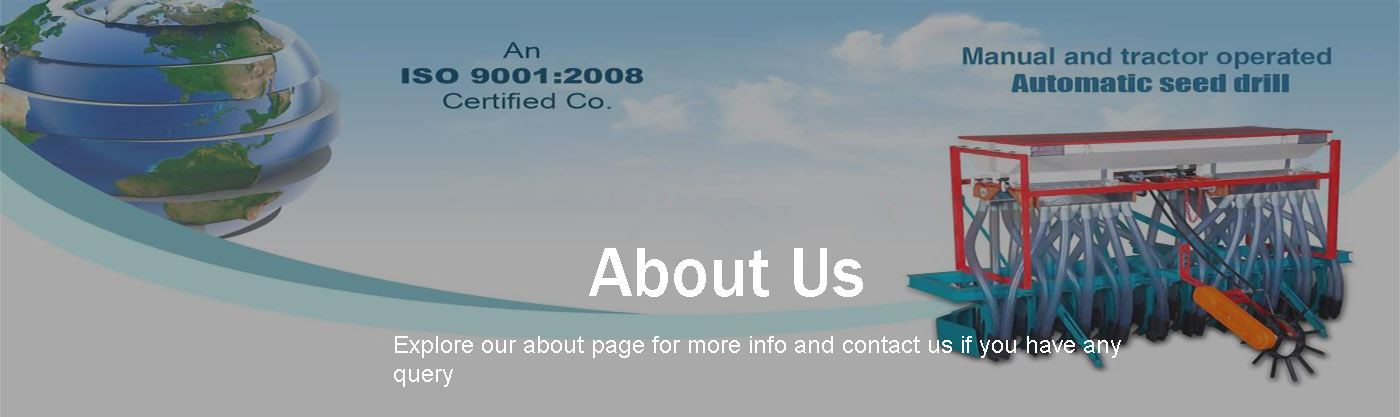 An
ISO 9001:2008
Certified Co.
Manual and tractor operated
Automatic seed drill
About Us
Explore our about page for more info and contact us if you have any
query